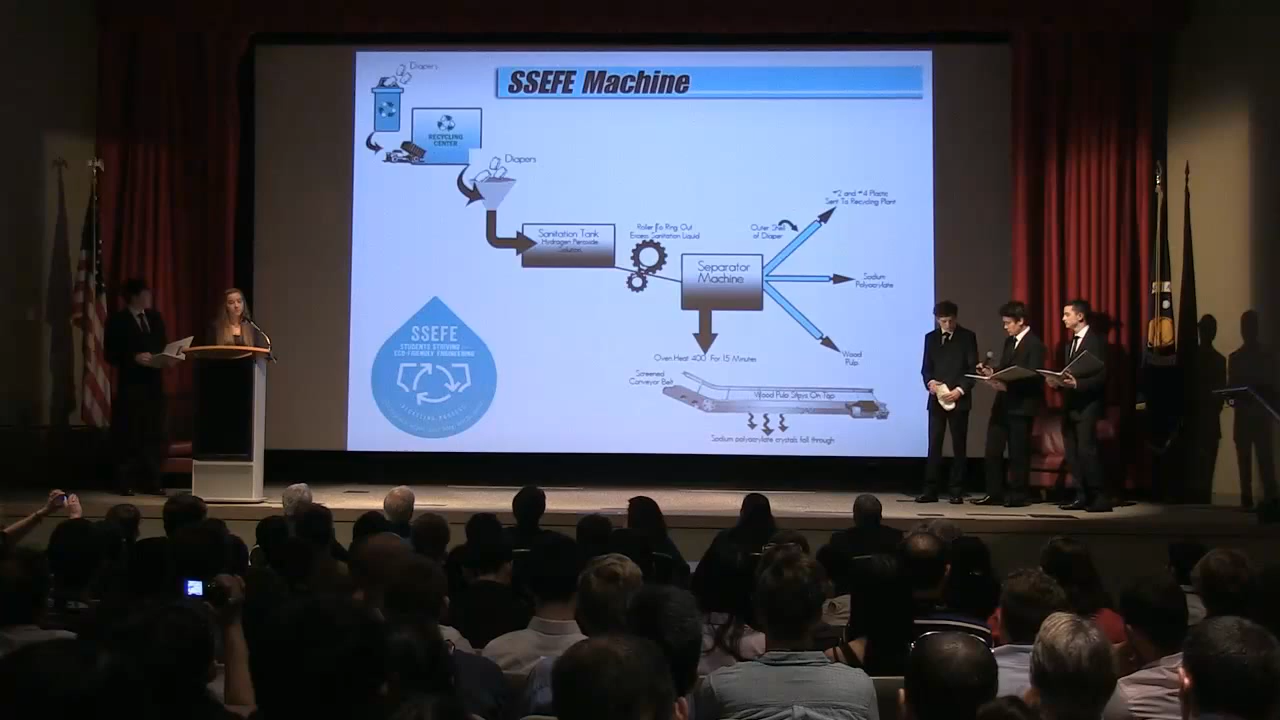 Diapers
SSEFE Machine
RECYCLING
CENTER
Diapers
Sanitation Tank
Hydrogen Peroxide
Solution
Roller To Ring Out
Excess Sanitation Liquid
Separator
Machine
Outer Shell
of Diaper
#2 and #4 Plastic
Sent To Recycling Plant
Sodium
Polyacrylate
Wood
Pulp
Oven Heat 400 For 15 Minutes
Screened
Conveyor Belt
Wood Pulp Stays On Top
Sodium polyacrylate crystals fall through
SSEFE
STUDENTS STRIVING
ECO-FRIENDLY ENGINEERING